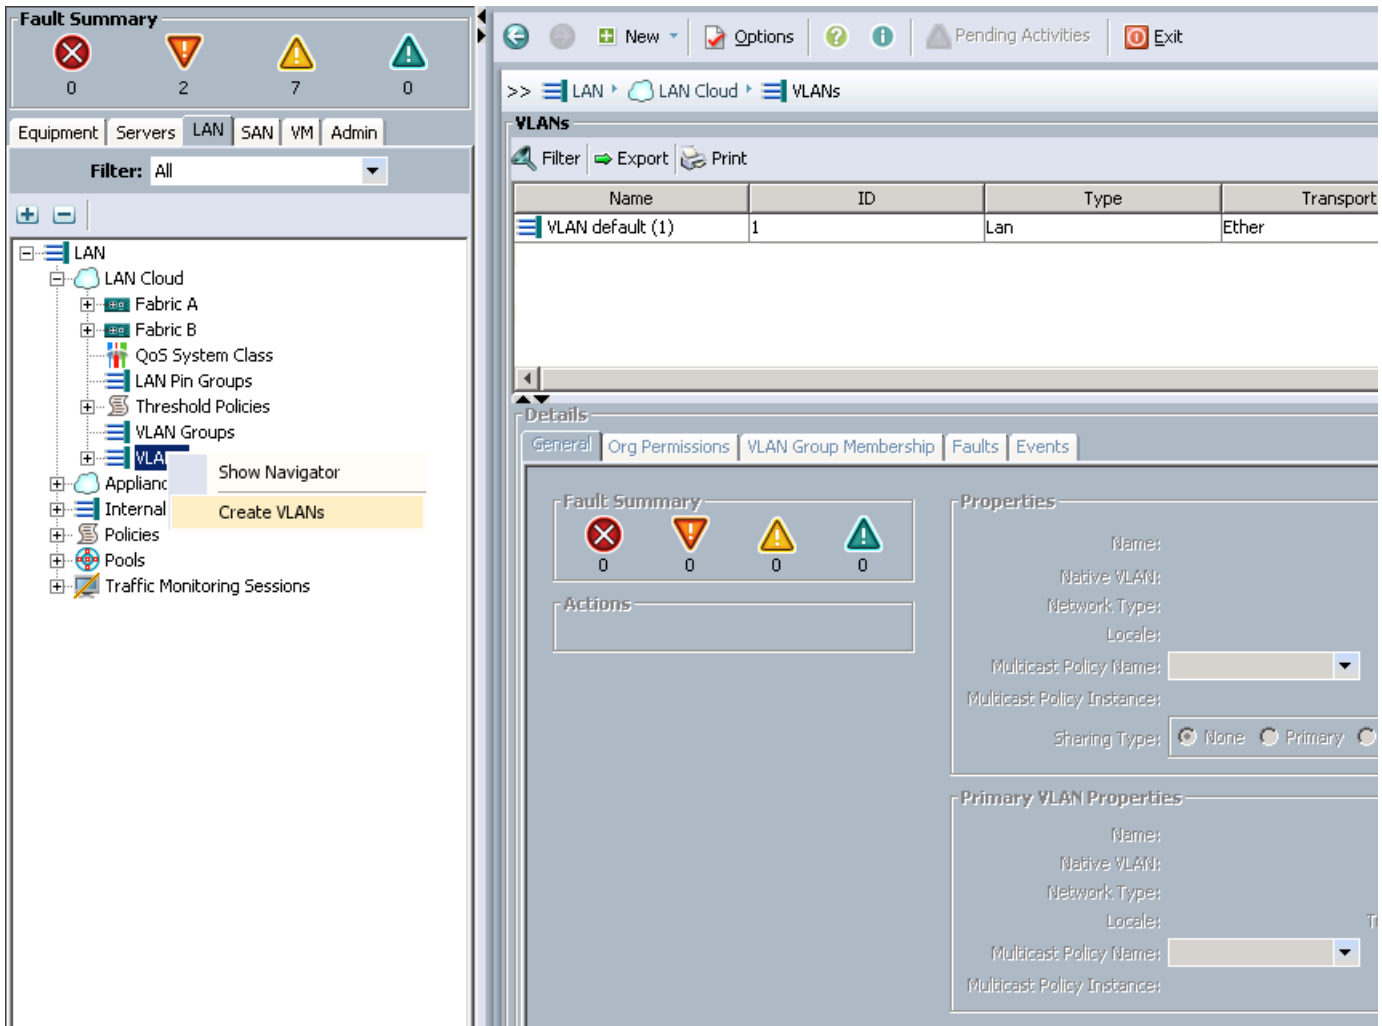 Fault Summary
0 2 7 0
Equipment Servers LAN SAN VM Admin
Filter: All
LAN
LAN Cloud
Fabric A
Fabric B
QoS System Class
LAN Pin Groups
Threshold Policies
VLAN Groups
VLA
Show Navigator
Create VLANs
Applianc
Internal
Policies
Pools
Traffic Monitoring Sessions
New Options Pending Activities Exit
>> LAN LAN Cloud VLANs
VLANs
Filter Export Print
Name ID Type Transport
VLAN default (1) 1 Lan Ether
Details
General Org Permissions VLAN Group Membership Faults Events
Fault Summary
0 0 0 0
Actions
Properties
Name:
Native VLAN:
Network Type:
Locale:
Multicast Policy Name:
Multicast Policy Instance:
Sharing Type: None Primary
Primary VLAN Properties
Name:
Native VLAN:
Network Type:
Locale:
Multicast Policy Name:
Multicast Policy Instance: